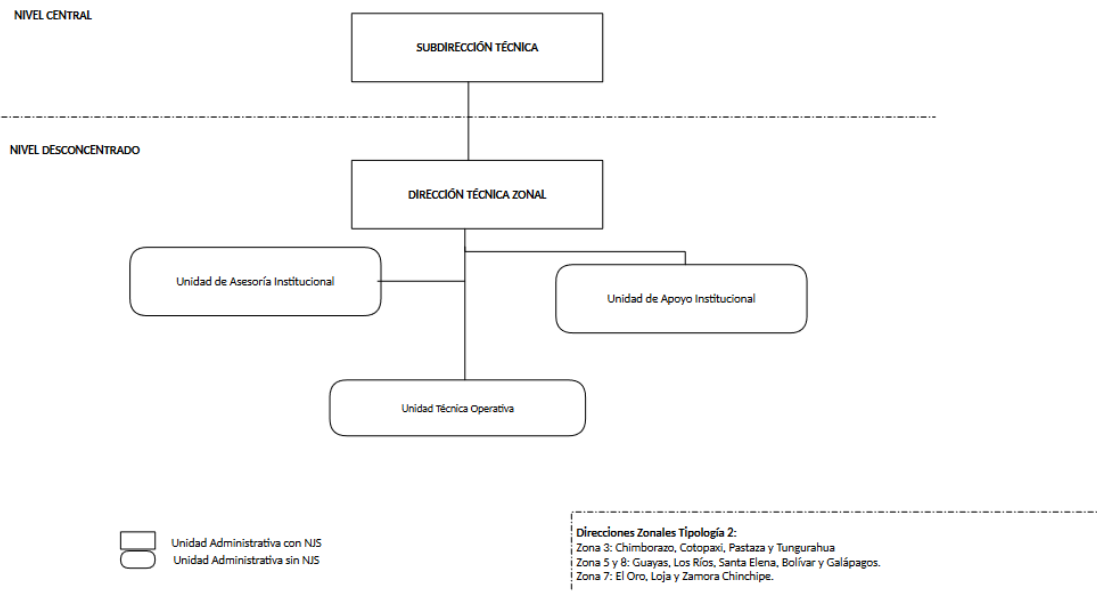 NIVEL CENTRAL
SUBDIRECCIÓN TÉCNICA
NIVEL DESCONCENTRADO
DIRECCIÓN TÉCNICA ZONAL
Unidad de Asesoría Institucional
Unidad de Apoyo Institucional
Unidad Técnica Operativa
Unidad Administrativa con NJS
Unidad Administrativa sin NJS
Direcciones Zonales Tipología 2:
Zona 3: Chimborazo, Cotopaxi, Pastaza y Tungurahua
Zona 5 y 8: Guayas, Los Ríos, Santa Elena, Bolívar y Galápagos.
Zona 7: El Oro, Loja y Zamora Chinchipe.